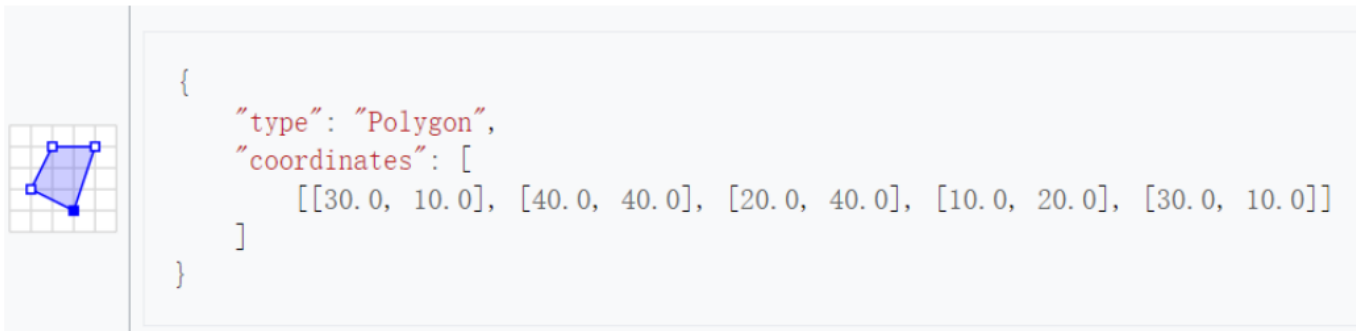 {
"type": "Polygon",
"coordinates": [
[[30.0, 10.0], [40.0, 40.0], [20.0, 40.0], [10.0, 20.0], [30.0, 10.0]]
]
}